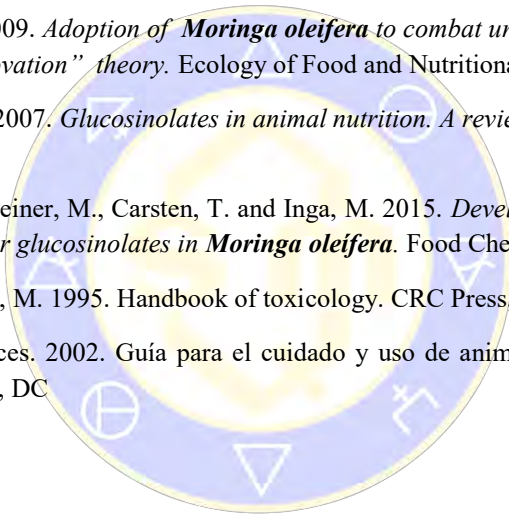 009. Adoption of Moringa oleifera to combat un
ovation” theory. Ecology of Food and Nutritiona
2007. Glucosinolates in animal nutrition. A revie
einer, M., Carsten, T. and Inga, M. 2015. Devel
r glucosinolates in Moringa oleífera. Food Che
, M. 1995. Handbook of toxicology. CRC Press,
ces. 2002. Guía para el cuidado y uso de anim
, DC